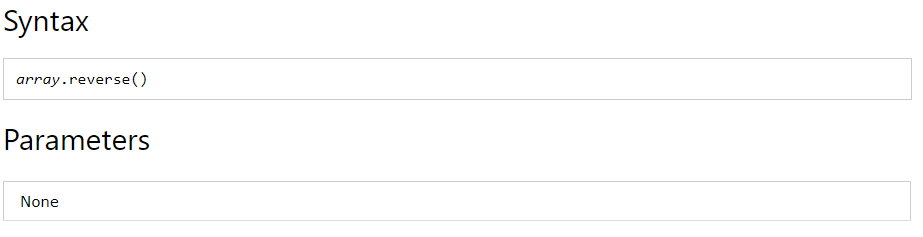 Syntax
array.reverse()
Parameters
None